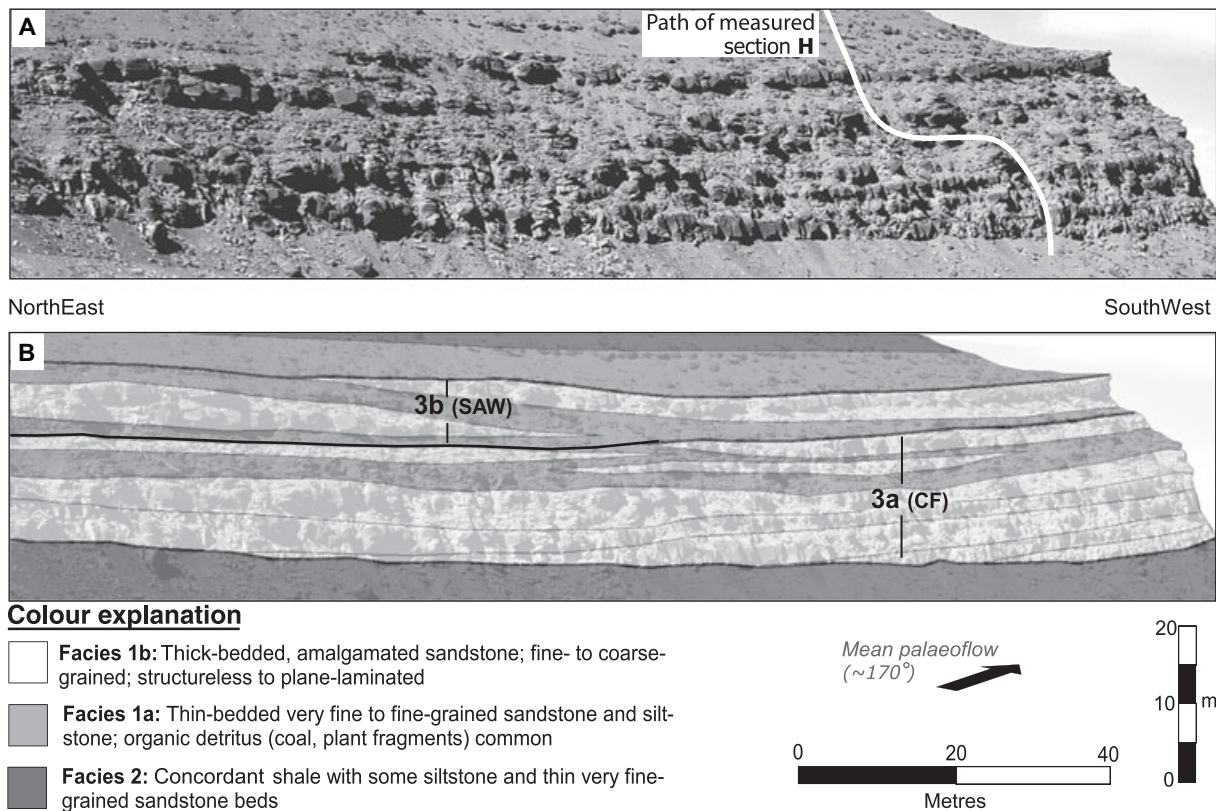 A
Path of measured
section H
NorthEast
SouthWest
B
3b (SAW)
3a (CF)
Colour explanation
Facies 1b: Thick-bedded, amalgamated sandstone; fine- to coarse-
grained; structureless to plane-laminated
Facies 1a: Thin-bedded very fine to fine-grained sandstone and silt-
stone; organic detritus (coal, plant fragments) common
Facies 2: Concordant shale with some siltstone and thin very fine-
grained sandstone beds
Mean palaeoflow
(~170°)
0
20
40
Metres
20
10
m
0